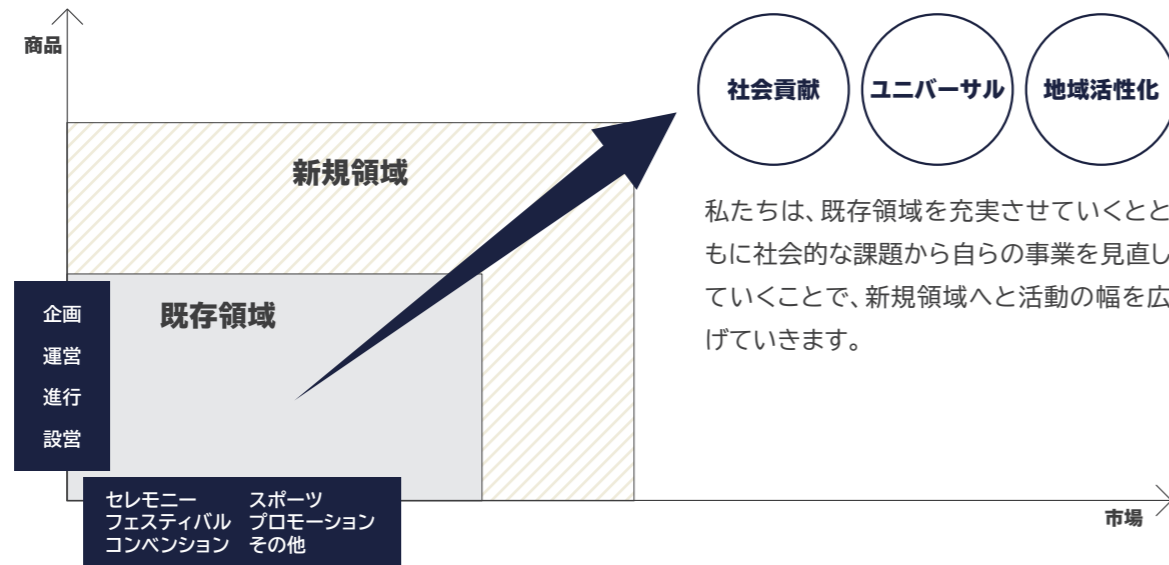 商品
社会貢献
ユニバーサル
地域活性化
新規領域
私たちは、既存領域を充実させていくとと
もに社会的な課題から自らの事業を見直し
ていくことで、新規領域へと活動の幅を広
げていきます。
既存領域
企画
運営
進行
設営
セレモニー スポーツ
フェスティバル プロモーション
コンベンション その他
市場